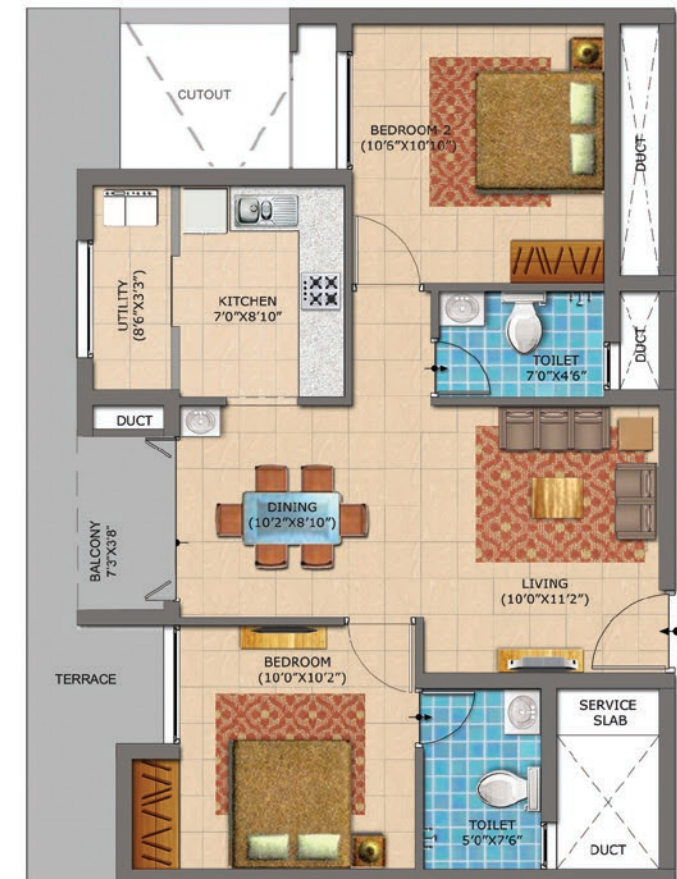 CUTOUT
BEDROOM 2
(10'6"X10'10")
DUCT
UTILITY
(8'6"X3'3")
KITCHEN
7'0"X8'10"
TOILET
7'0"X4'6"
DUCT
DUCT
DINING
(10'2"X8'10")
BALCONY
7'3"X3'8"
LIVING
(10'0"X11'2")
TERRACE
BEDROOM
(10'0"X10'2")
SERVICE
SLAB
TOILET
5'0"X7'6"
DUCT